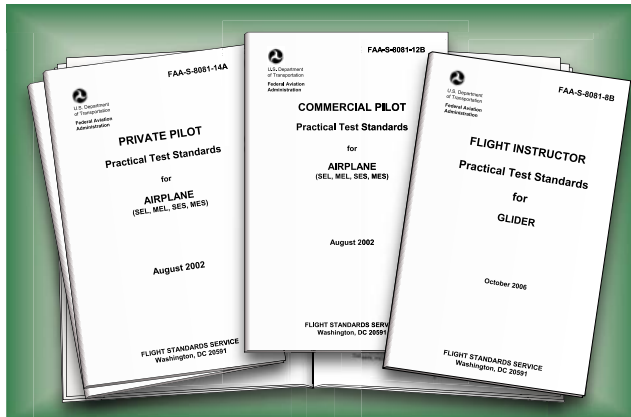 FAA-S-8081-14A
U.S. Department
of Transportation
Federal Aviation
Administration
PRIVATE PILOT
Practical Test Standards
for
AIRPLANE
(SEL, MEL, SES, MES)
August 2002
FLIGHT STANDARDS SERVICE
Washington, DC 20591
FAA-S-8081-12B
U.S. Department
of Transportation
Federal Aviation
Administration
COMMERCIAL PILOT
Practical Test Standards
for
AIRPLANE
(SEL, MEL, SES, MES)
August 2002
FLIGHT STANDARDS SERV
Washington, DC 20591
FAA-S-8081-8B
U.S. Department
of Transportation
Federal Aviation
Administration
FLIGHT INSTRUCTOR
Practical Test Standards
for
GLIDER
October 2006
FLIGHT STANDARDS SERVICE
Washington, DC 20591